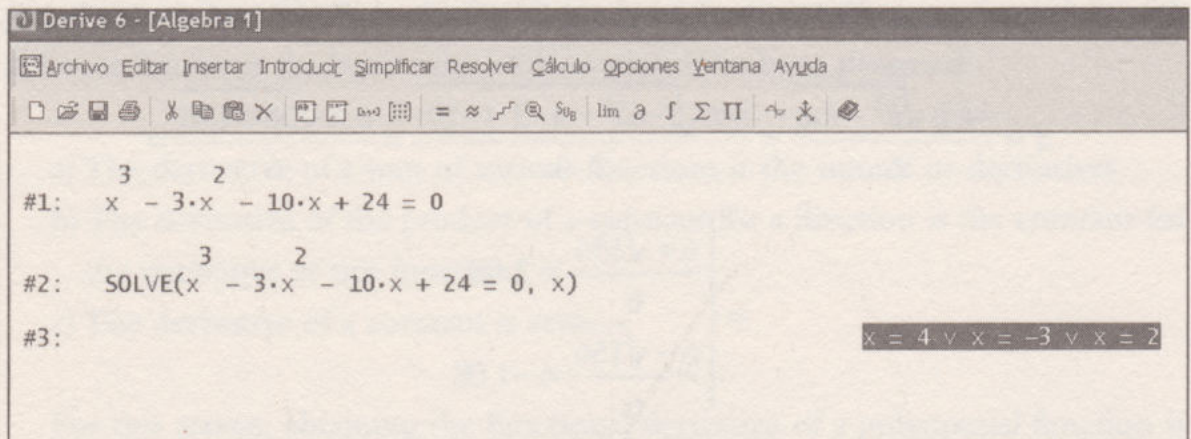 Derive 6 - [Algebra 1]
Archivo Editar Insertar Introducir Simplificar Resolver Cálculo Opciones Ventana Ayuda
= ≈ SUB lim ∂ ∫ Σ Π
#1: x³ - 3·x² - 10·x + 24 = 0
#2: SOLVE(x³ - 3·x² - 10·x + 24 = 0, x)
#3: x = 4 ∨ x = -3 ∨ x = 2